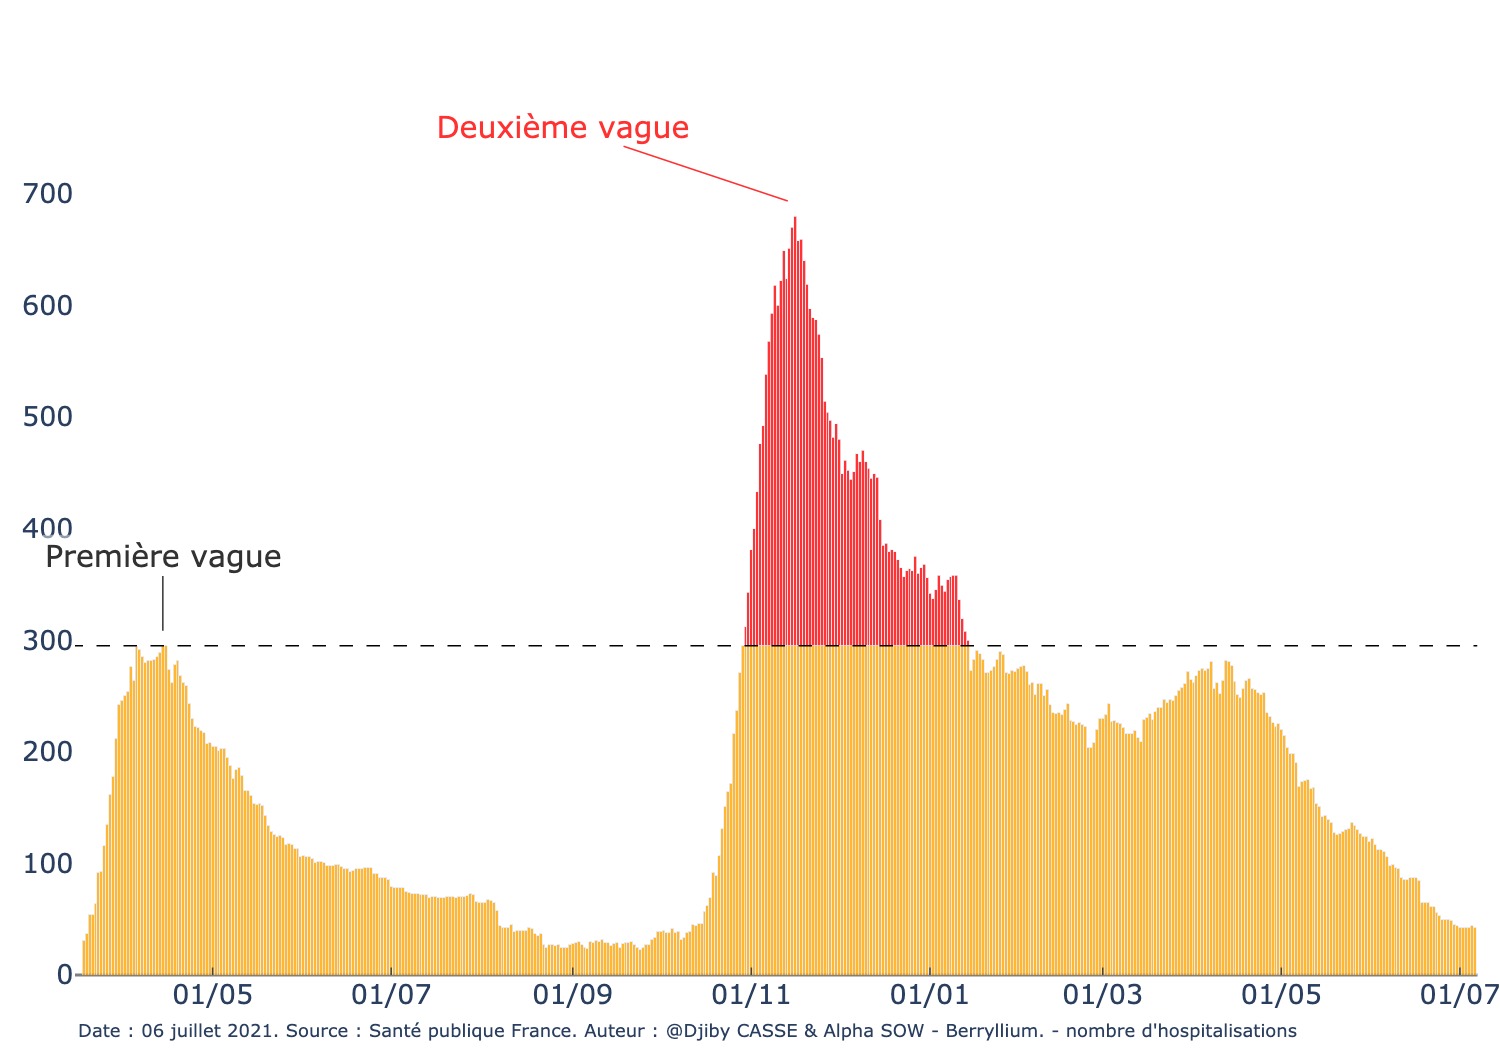 Deuxième vague
700
600
500
400
Première vague
300
200
100
0
01/05 01/07 01/09 01/11 01/01 01/03 01/05 01/07
Date : 06 juillet 2021. Source : Santé publique France. Auteur : @Djiby CASSE & Alpha SOW - Berryllium. - nombre d'hospitalisations